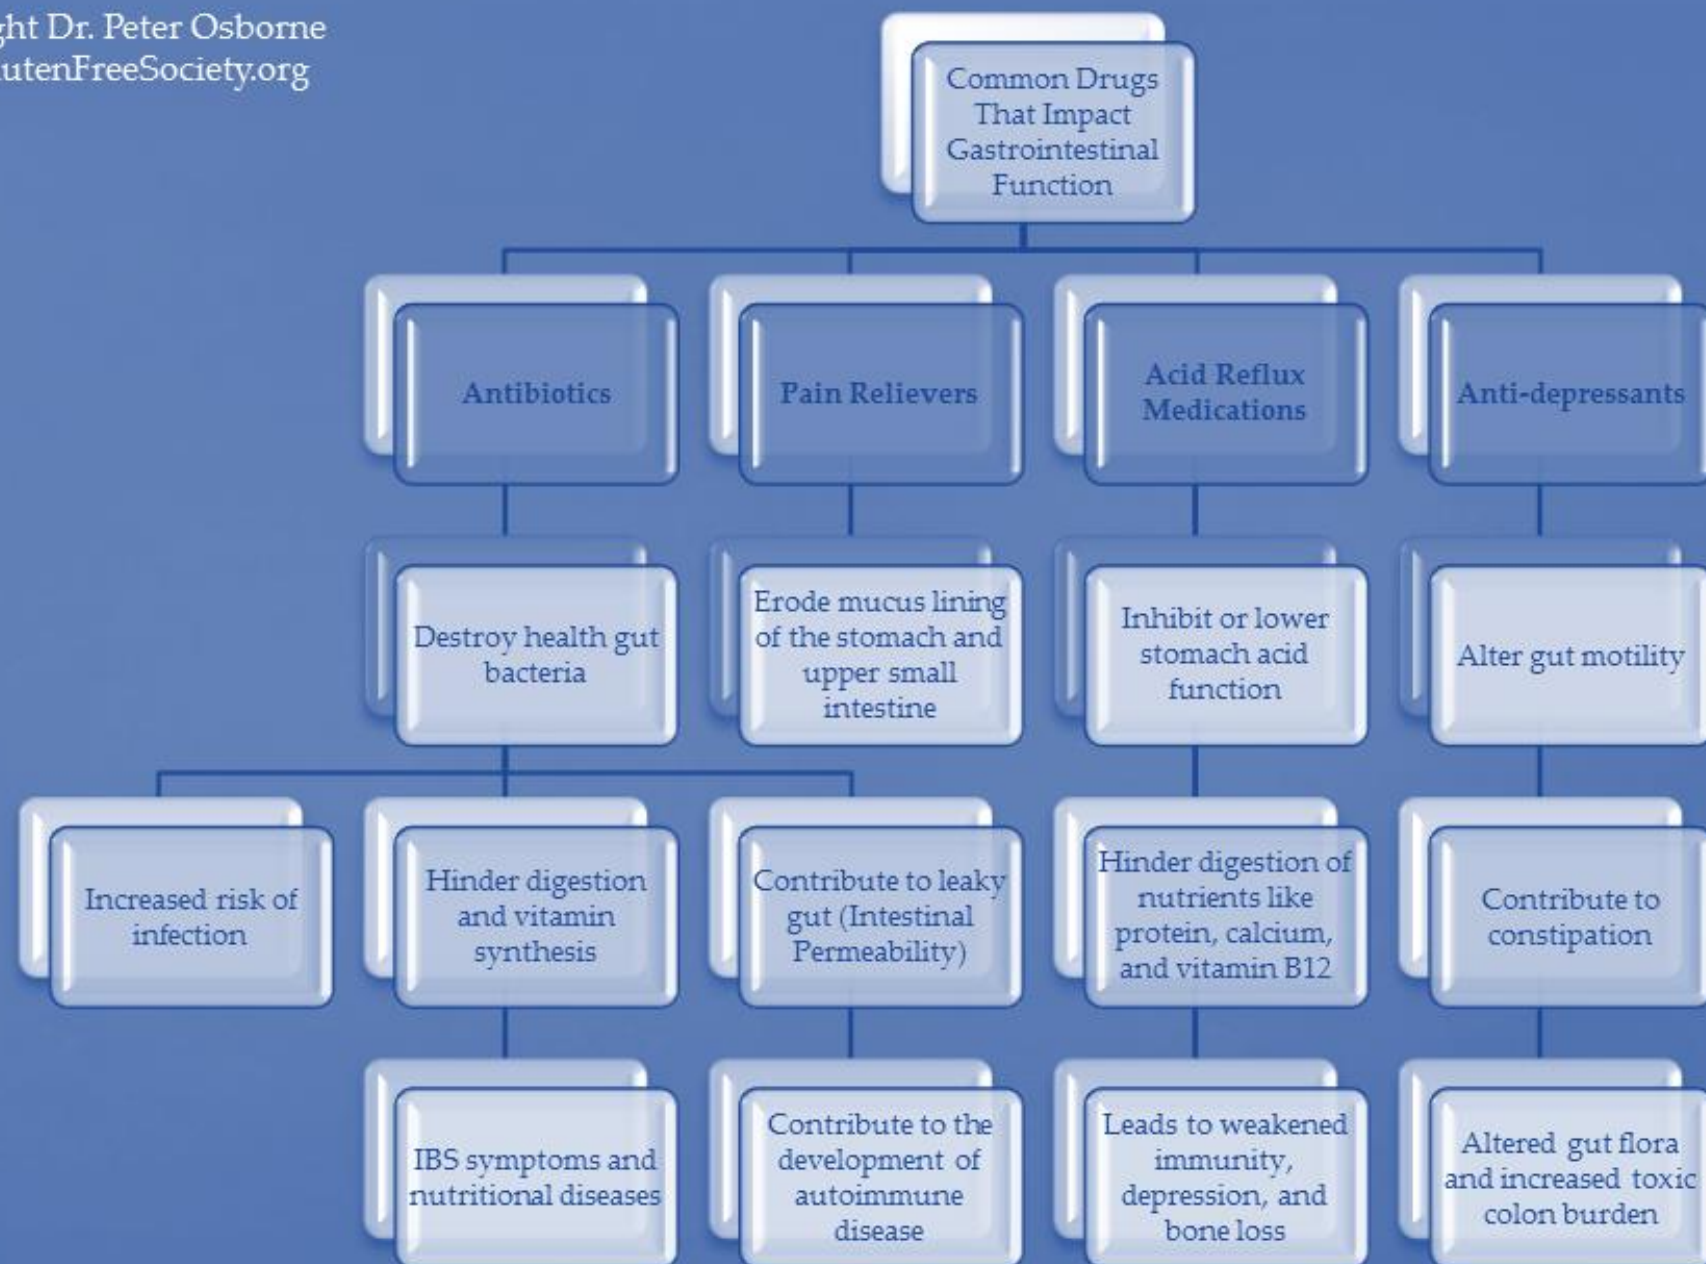 ght Dr. Peter Osborne
lutenFreeSociety.org
Common Drugs
That Impact
Gastrointestinal
Function
Antibiotics
Pain Relievers
Acid Reflux
Medications
Anti-depressants
Destroy health gut
bacteria
Erode mucus lining
of the stomach and
upper small
intestine
Inhibit or lower
stomach acid
function
Alter gut motility
Increased risk of
infection
Hinder digestion
and vitamin
synthesis
Contribute to leaky
gut (Intestinal
Permeability)
Hinder digestion of
nutrients like
protein, calcium,
and vitamin B12
Contribute to
constipation
IBS symptoms and
nutritional diseases
Contribute to the
development of
autoimmune
disease
Leads to weakened
immunity,
depression, and
bone loss
Altered gut flora
and increased toxic
colon burden